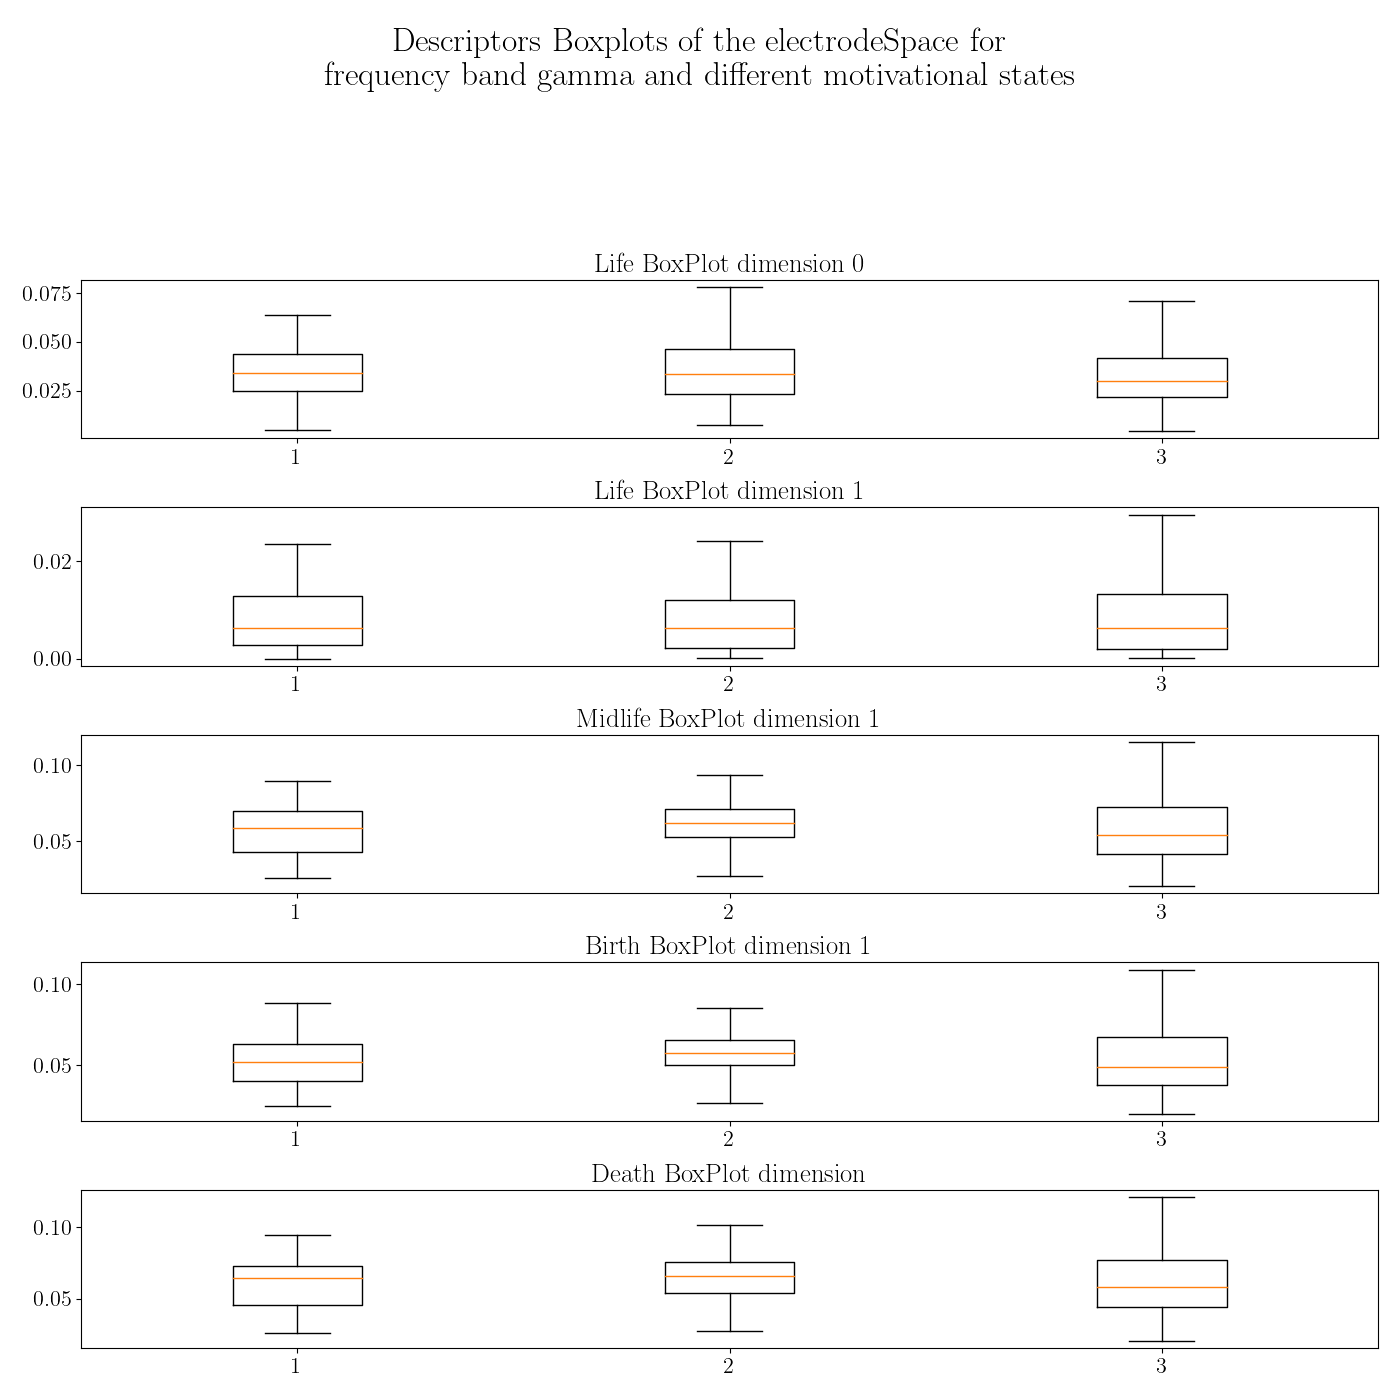 Descriptors Boxplots of the electrodeSpace for
frequency band gamma and different motivational states
Life BoxPlot dimension 0
0.075
0.050
0.025
1 2 3
Life BoxPlot dimension 1
0.02
0.00
1 2 3
Midlife BoxPlot dimension 1
0.10
0.05
1 2 3
Birth BoxPlot dimension 1
0.10
0.05
1 2 3
Death BoxPlot dimension
0.10
0.05
1 2 3